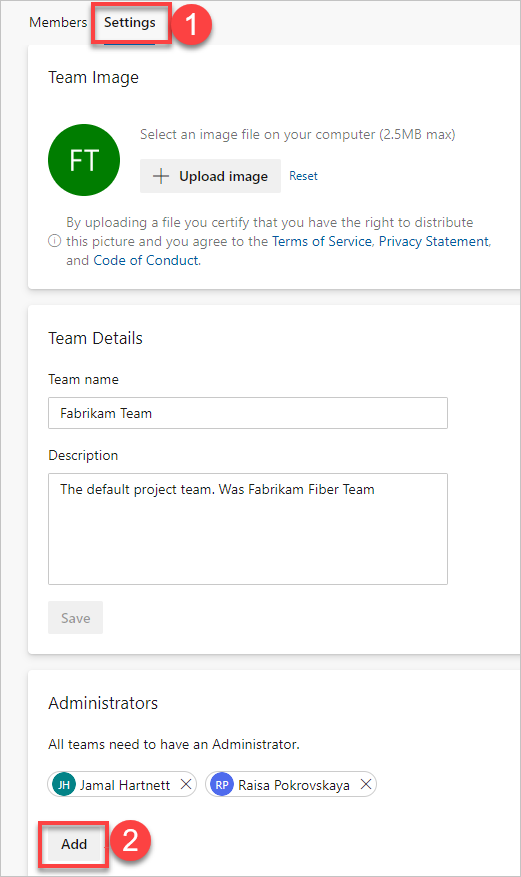 Members Settings 1
Team Image
FT
Select an image file on your computer (2.5MB max)
Upload image Reset
By uploading a file you certify that you have the right to distribute
this picture and you agree to the Terms of Service, Privacy Statement,
and Code of Conduct.
Team Details
Team name
Fabrikam Team
Description
The default project team. Was Fabrikam Fiber Team
Save
Administrators
All teams need to have an Administrator.
JH Jamal Hartnett RP Raisa Pokrovskaya
Add 2